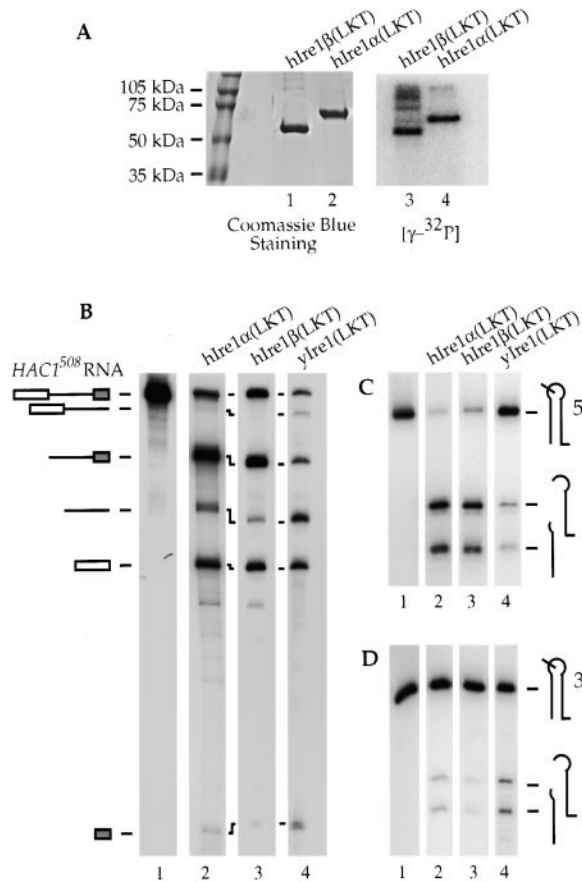 A
hIre1β(LKT)
hIre1α(LKT)
hIre1β(LKT)
hIre1α(LKT)
105 kDa
75 kDa
50 kDa
35 kDa
1 2 3 4
Coomassie Blue
Staining
[γ-³²P]
B
HAC1⁵⁰⁸ RNA
hIre1α(LKT)
hIre1β(LKT)
yIre1(LKT)
1 2 3 4
C
hIre1α(LKT)
hIre1β(LKT)
yIre1(LKT)
5
1 2 3 4
D
3
1 2 3 4